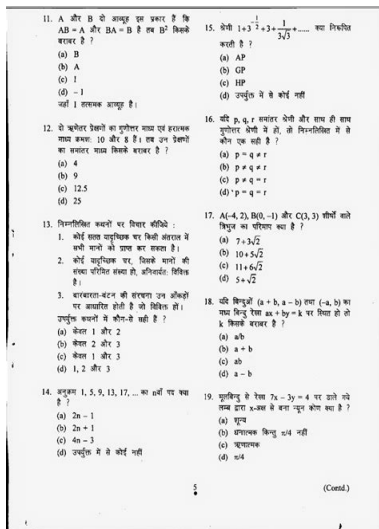 11. A और B दो आव्यूह इस प्रकार हैं कि
AB = A और BA = B है तब B² किसके
बराबर है ?
(a) B
(b) A
(c) I
(d) – 1
जहाँ I तत्समक आव्यूह है।
12. दो ऋणेतर प्रेक्षणों का गुणोत्तर माध्य एवं हरात्मक
माध्य क्रमशः 10 और 8 हैं। तब उन प्रेक्षणों
का समांतर माध्य किसके बराबर है ?
(a) 4
(b) 9
(c) 12.5
(d) 25
13. निम्नलिखित कथनों पर विचार कीजिये :
1. कोई सतत यादृच्छिक चर किसी अंतराल में
सभी मानों को प्राप्त कर सकता है।
2. कोई यादृच्छिक चर, जिसके मानों की
संख्या परिमित संख्या हो, अनिवार्यतः विविक्त
है।
3. बारंबारता-बंटन की संरचना उन आँकड़ों
पर आधारित होती है जो विविक्त हों।
उपर्युक्त कथनों में कौन-से सही है ?
(a) केवल 1 और 2
(b) केवल 2 और 3
(c) केवल 1 और 3
(d) 1, 2 और 3
14. अनुक्रम 1, 5, 9, 13, 17, ... का nवाँ पद क्या
है ?
(a) 2n – 1
(b) 2n + 1
(c) 4n – 3
(d) उपर्युक्त में से कोई नहीं
15. श्रेणी 1+3^(-1/2)+3+1/(3√3)+...... क्या निरूपित
करती है ?
(a) AP
(b) GP
(c) HP
(d) उपर्युक्त में से कोई नहीं
16. यदि p, q, r समांतर श्रेणी और साथ ही साथ
गुणोत्तर श्रेणी में हों, तो निम्नलिखित में से
कौन एक सही है ?
(a) p = q ≠ r
(b) p ≠ q ≠ r
(c) p ≠ q = r
(d) p = q = r
17. A(-4, 2), B(0, –1) और C(3, 3) शीर्षों वाले
त्रिभुज का परिमाप क्या है ?
(a) 7+3√2
(b) 10+5√2
(c) 11+6√2
(d) 5+√2
18. यदि बिन्दुओं (a + b, a – b) तथा (–a, b) का
मध्य बिन्दु रेखा ax + by = k पर स्थित हो तो
k किसके बराबर है ?
(a) a/b
(b) a + b
(c) ab
(d) a – b
19. मूलबिन्दु से रेखा 7x – 3y = 4 पर डाले गये
लम्ब द्वारा x-अक्ष से बना न्यून कोण क्या है ?
(a) शून्य
(b) धनात्मक किन्तु π/4 नहीं
(c) ऋणात्मक
(d) π/4
5
(Contd.)